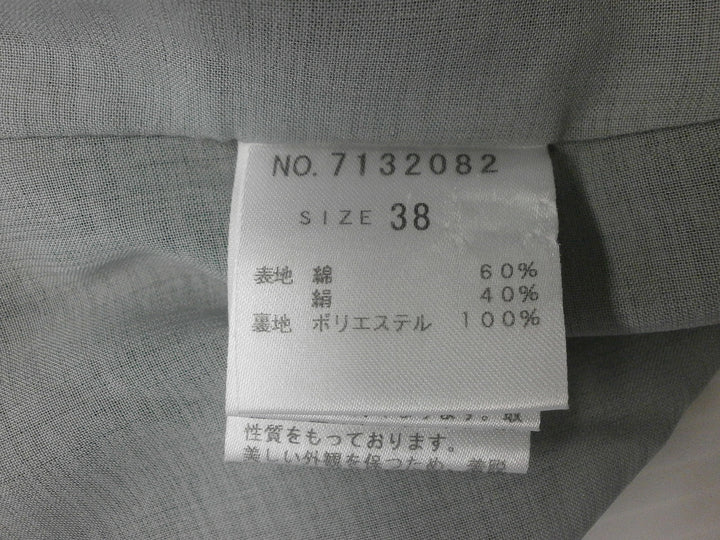 NO. 7132082
SIZE 38
表地 綿 60%
絹 40%
裏地 ポリエステル 100%
性質をもっております。
美しい外観を保つため、着脱